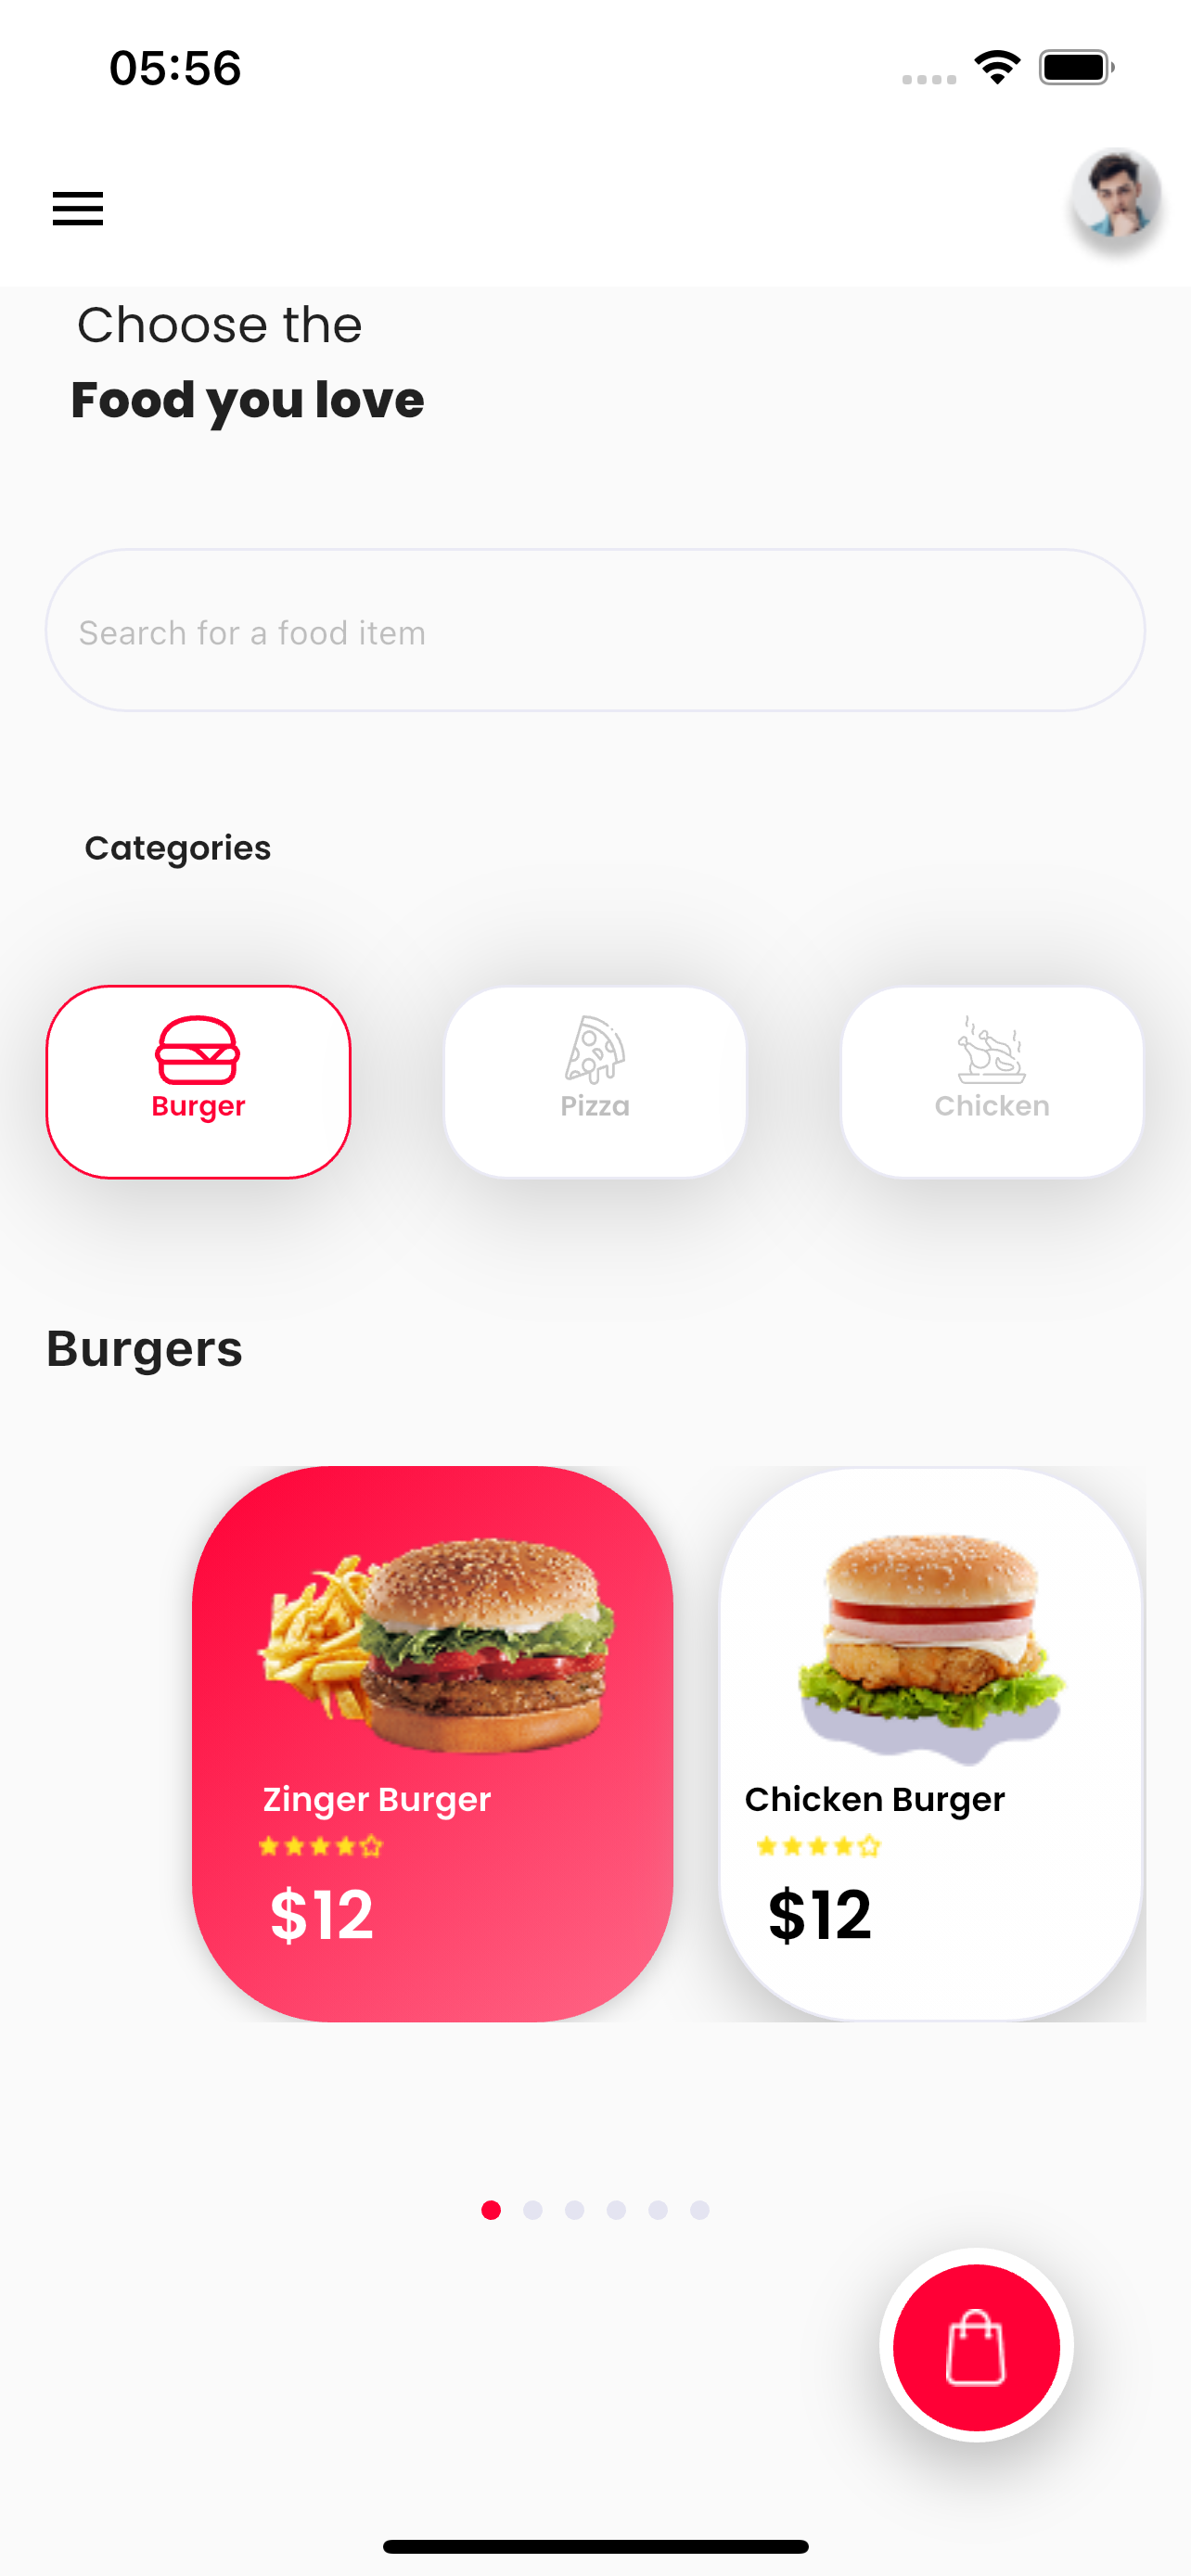 05:56
Choose the
Food you love
Search for a food item
Categories
Burger
Pizza
Chicken
Burgers
Zinger Burger
Chicken Burger
$12
$12